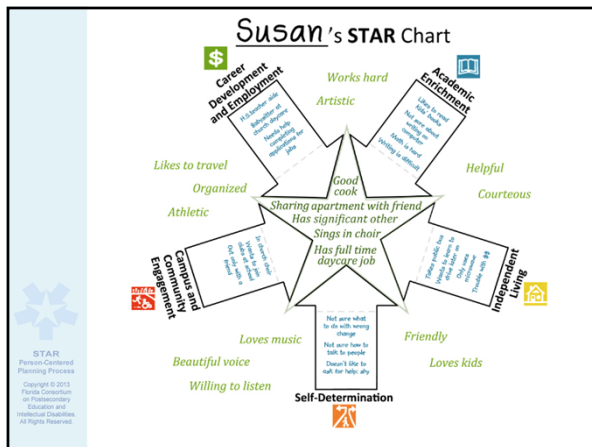 Susan's STAR Chart
Career
Development
and Employment
H.S. teacher aide
Babysitter at
church daycare
Needs help
completing
applications for
jobs
Works hard
Artistic
Academic
Enrichment
Likes to read
kids' books
Not sure about
writing on
computer
Math is hard
Writing is difficult
Likes to travel
Organized
Athletic
Helpful
Courteous
Good
cook
Sharing apartment with friend
Has significant other
Sings in choir
Has full time
daycare job
Campus and
Community
Engagement
In church choir
Wants to join
clubs at school
Out only with a
friend
Independent
Living
Takes public bus
Wants to learn to
Only uses
microwave
Trouble with $$
Loves music
Beautiful voice
Willing to listen
Not sure what
to do with wrong
change
Not sure how to
talk to people
Doesn't like to
ask for help; shy
Friendly
Loves kids
Self-Determination
STAR
Person-Centered
Planning Process
Copyright © 2013
Florida Consortium
on Postsecondary
Education and
Intellectual Disabilities.
All Rights Reserved.